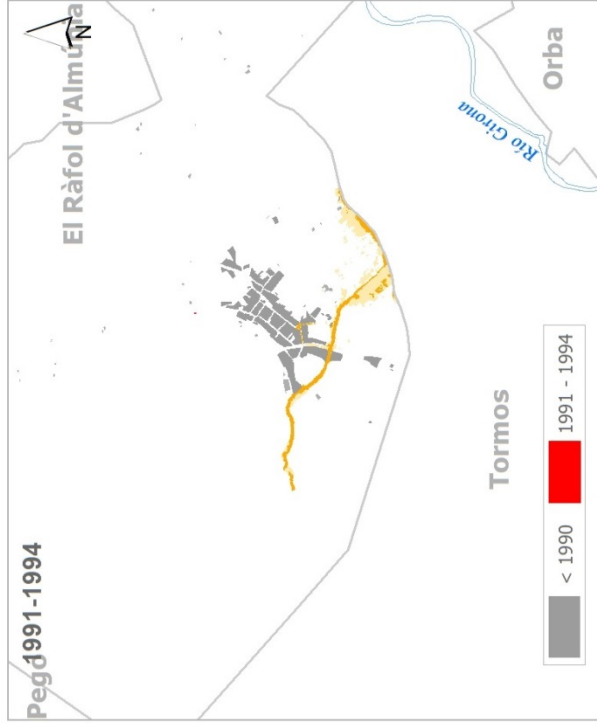 Pego
1991-1994
El Ràfol d'Almúnia
N
Tormos
Río Girona
Orba
< 1990
1991 - 1994